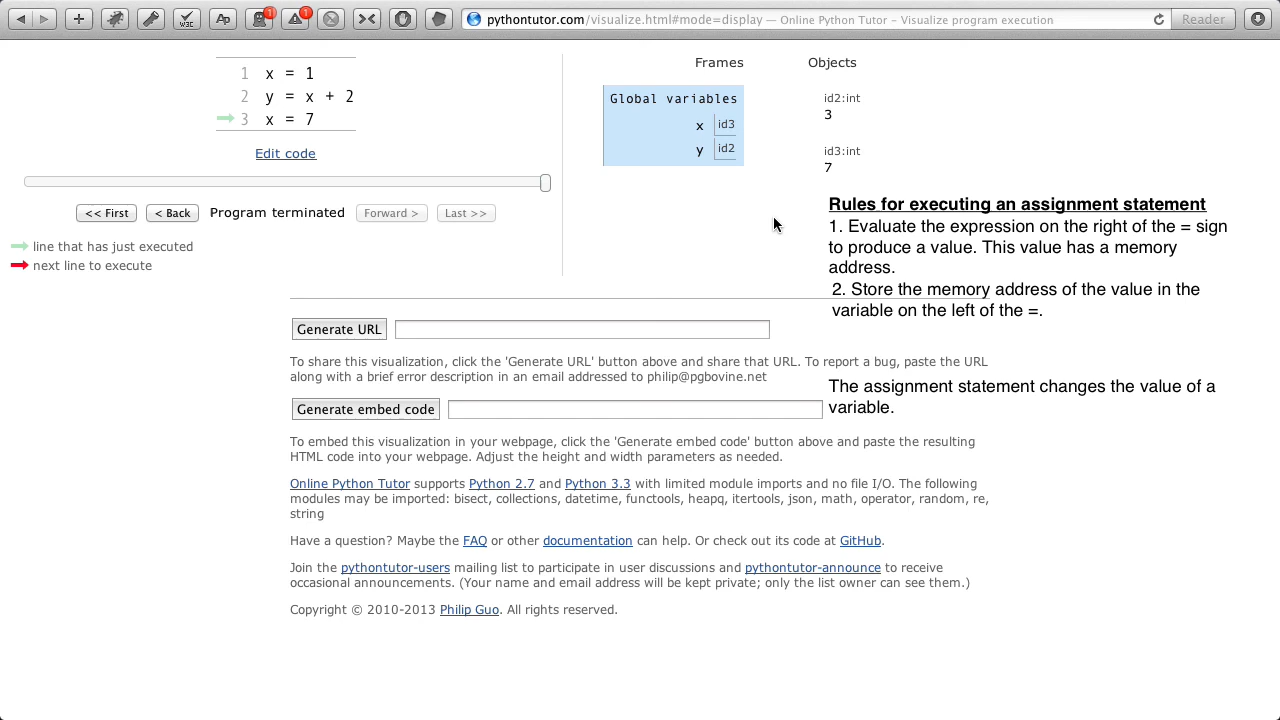 pythontutor.com/visualize.html#mode=display — Online Python Tutor – Visualize program execution
Reader
W3C
Ap
1
1
1 x = 1
2 y = x + 2
3 x = 7
Edit code
<< First
< Back
Program terminated
Forward >
Last >>
line that has just executed
next line to execute
Frames
Objects
Global variables
x id3
y id2
id2:int
3
id3:int
7
Rules for executing an assignment statement
1. Evaluate the expression on the right of the = sign
to produce a value. This value has a memory
address.
2. Store the memory address of the value in the
variable on the left of the =.
The assignment statement changes the value of a
variable.
Generate URL
To share this visualization, click the 'Generate URL' button above and share that URL. To report a bug, paste the URL
along with a brief error description in an email addressed to philip@pgbovine.net
Generate embed code
To embed this visualization in your webpage, click the 'Generate embed code' button above and paste the resulting
HTML code into your webpage. Adjust the height and width parameters as needed.
Online Python Tutor supports Python 2.7 and Python 3.3 with limited module imports and no file I/O. The following
modules may be imported: bisect, collections, datetime, functools, heapq, itertools, json, math, operator, random, re,
string
Have a question? Maybe the FAQ or other documentation can help. Or check out its code at GitHub.
Join the pythontutor-users mailing list to participate in user discussions and pythontutor-announce to receive
occasional announcements. (Your name and email address will be kept private; only the list owner can see them.)
Copyright © 2010-2013 Philip Guo. All rights reserved.